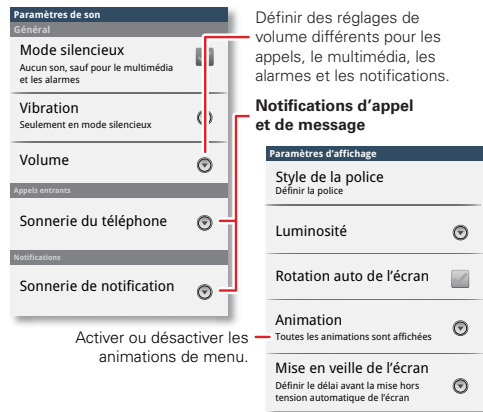 Paramètres de son
Général
Mode silencieux
Aucun son, sauf pour le multimédia
et les alarmes
Vibration
Seulement en mode silencieux
Volume
Appels entrants
Sonnerie du téléphone
Notifications
Sonnerie de notification
Définir des réglages de
volume différents pour les
appels, le multimédia, les
alarmes et les notifications.
Notifications d'appel
et de message
Paramètres d'affichage
Style de la police
Définir la police
Luminosité
Rotation auto de l'écran
Animation
Toutes les animations sont affichées
Mise en veille de l'écran
Définir le délai avant la mise hors
tension automatique de l'écran
Activer ou désactiver les
animations de menu.